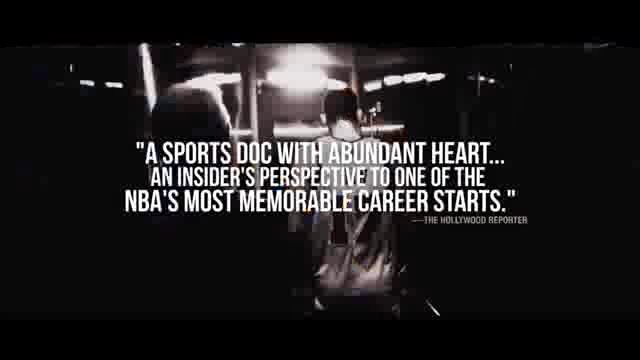 "A SPORTS DOC WITH ABUNDANT HEART...
AN INSIDER'S PERSPECTIVE TO ONE OF THE
NBA'S MOST MEMORABLE CAREER STARTS."
—THE HOLLYWOOD REPORTER